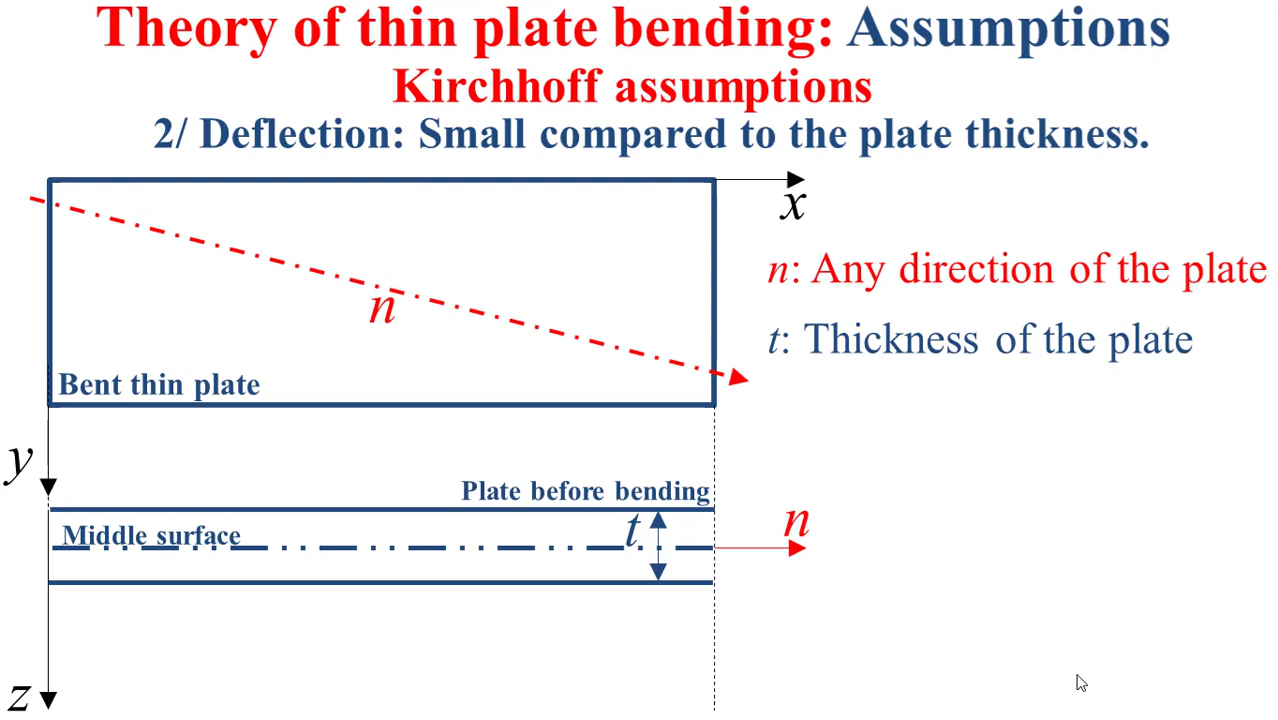 Theory of thin plate bending: Assumptions
Kirchhoff assumptions
2/ Deflection: Small compared to the plate thickness.
x
n: Any direction of the plate
n
t: Thickness of the plate
Bent thin plate
y
Plate before bending
Middle surface
t
n
z